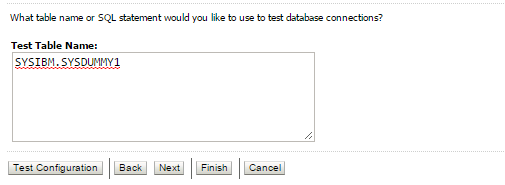 What table name or SQL statement would you like to use to test database connections?
Test Table Name:
SYSIBM.SYSDUMMY1
Test Configuration Back Next Finish Cancel